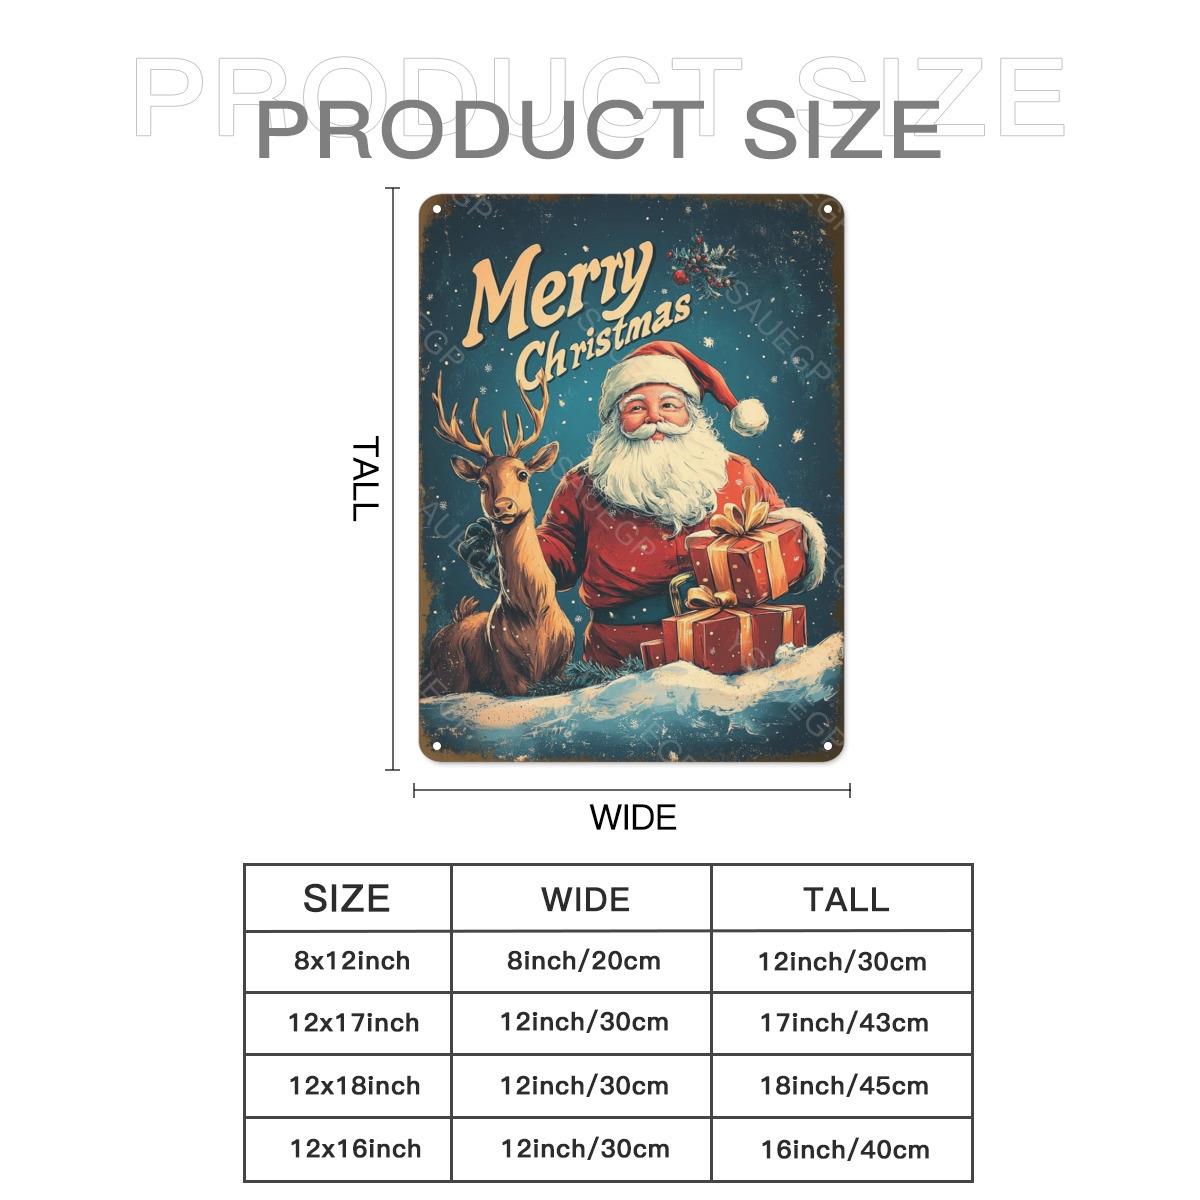 PRODUCT SIZE
PRODUCT SIZE
Merry
Christmas
TALL
WIDE
SIZE WIDE TALL
8x12inch 8inch/20cm 12inch/30cm
12x17inch 12inch/30cm 17inch/43cm
12x18inch 12inch/30cm 18inch/45cm
12x16inch 12inch/30cm 16inch/40cm